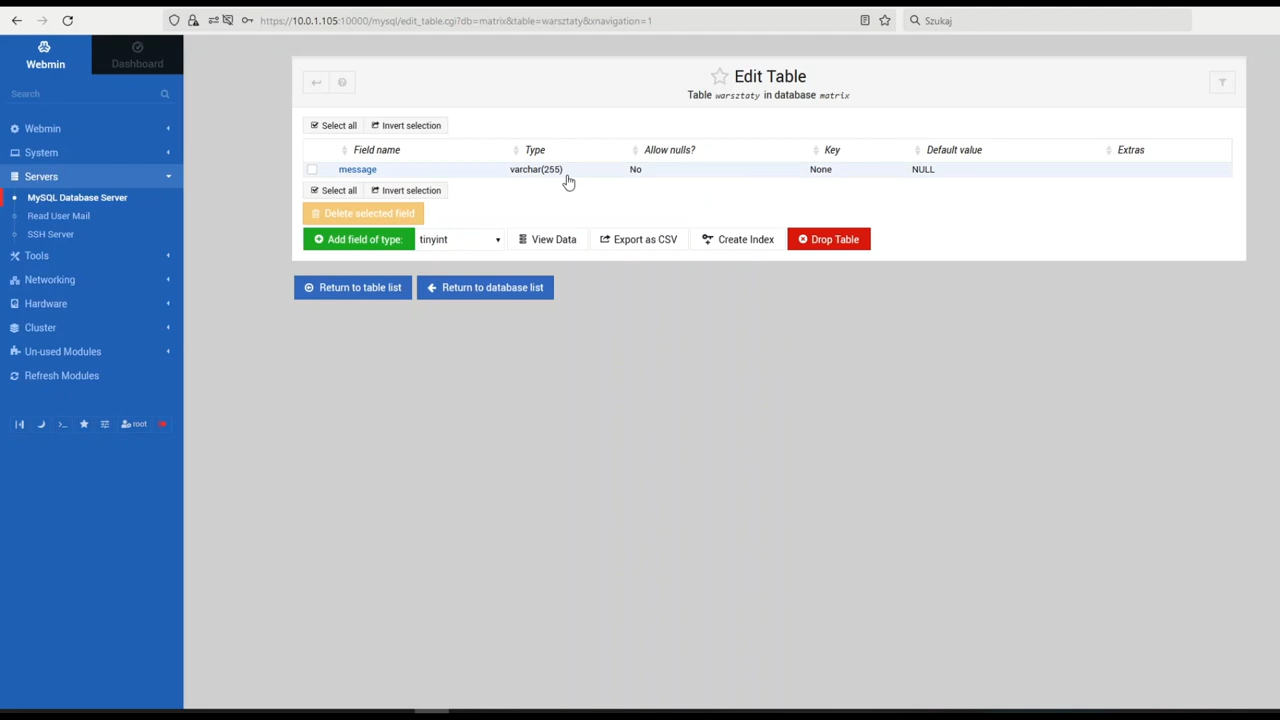 https://10.0.1.105:10000/mysql/edit_table.cgi?db=matrix&table=warsztaty&xnavigation=1
Szukaj
Webmin
Dashboard
Search
Webmin
System
Servers
MySQL Database Server
Read User Mail
SSH Server
Tools
Networking
Hardware
Cluster
Un-used Modules
Refresh Modules
root
Edit Table
Table warsztaty in database matrix
Select all Invert selection
Field name Type Allow nulls? Key Default value Extras
message varchar(255) No None NULL
Select all Invert selection
Delete selected field
Add field of type: tinyint View Data Export as CSV Create Index Drop Table
Return to table list Return to database list